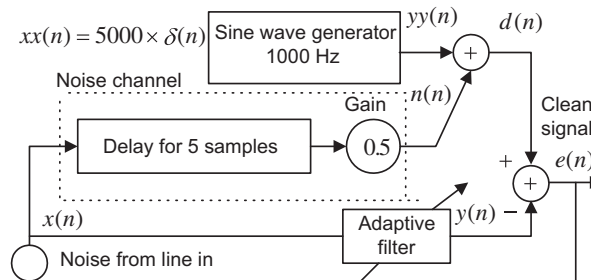 xx(n) = 5000 × δ(n)
Sine wave generator
1000 Hz
yy(n)
d(n)
+
Noise channel
Gain
n(n)
Delay for 5 samples
0.5
Clean
signal
+
+
e(n)
x(n)
Adaptive
filter
y(n)
−
Noise from line in